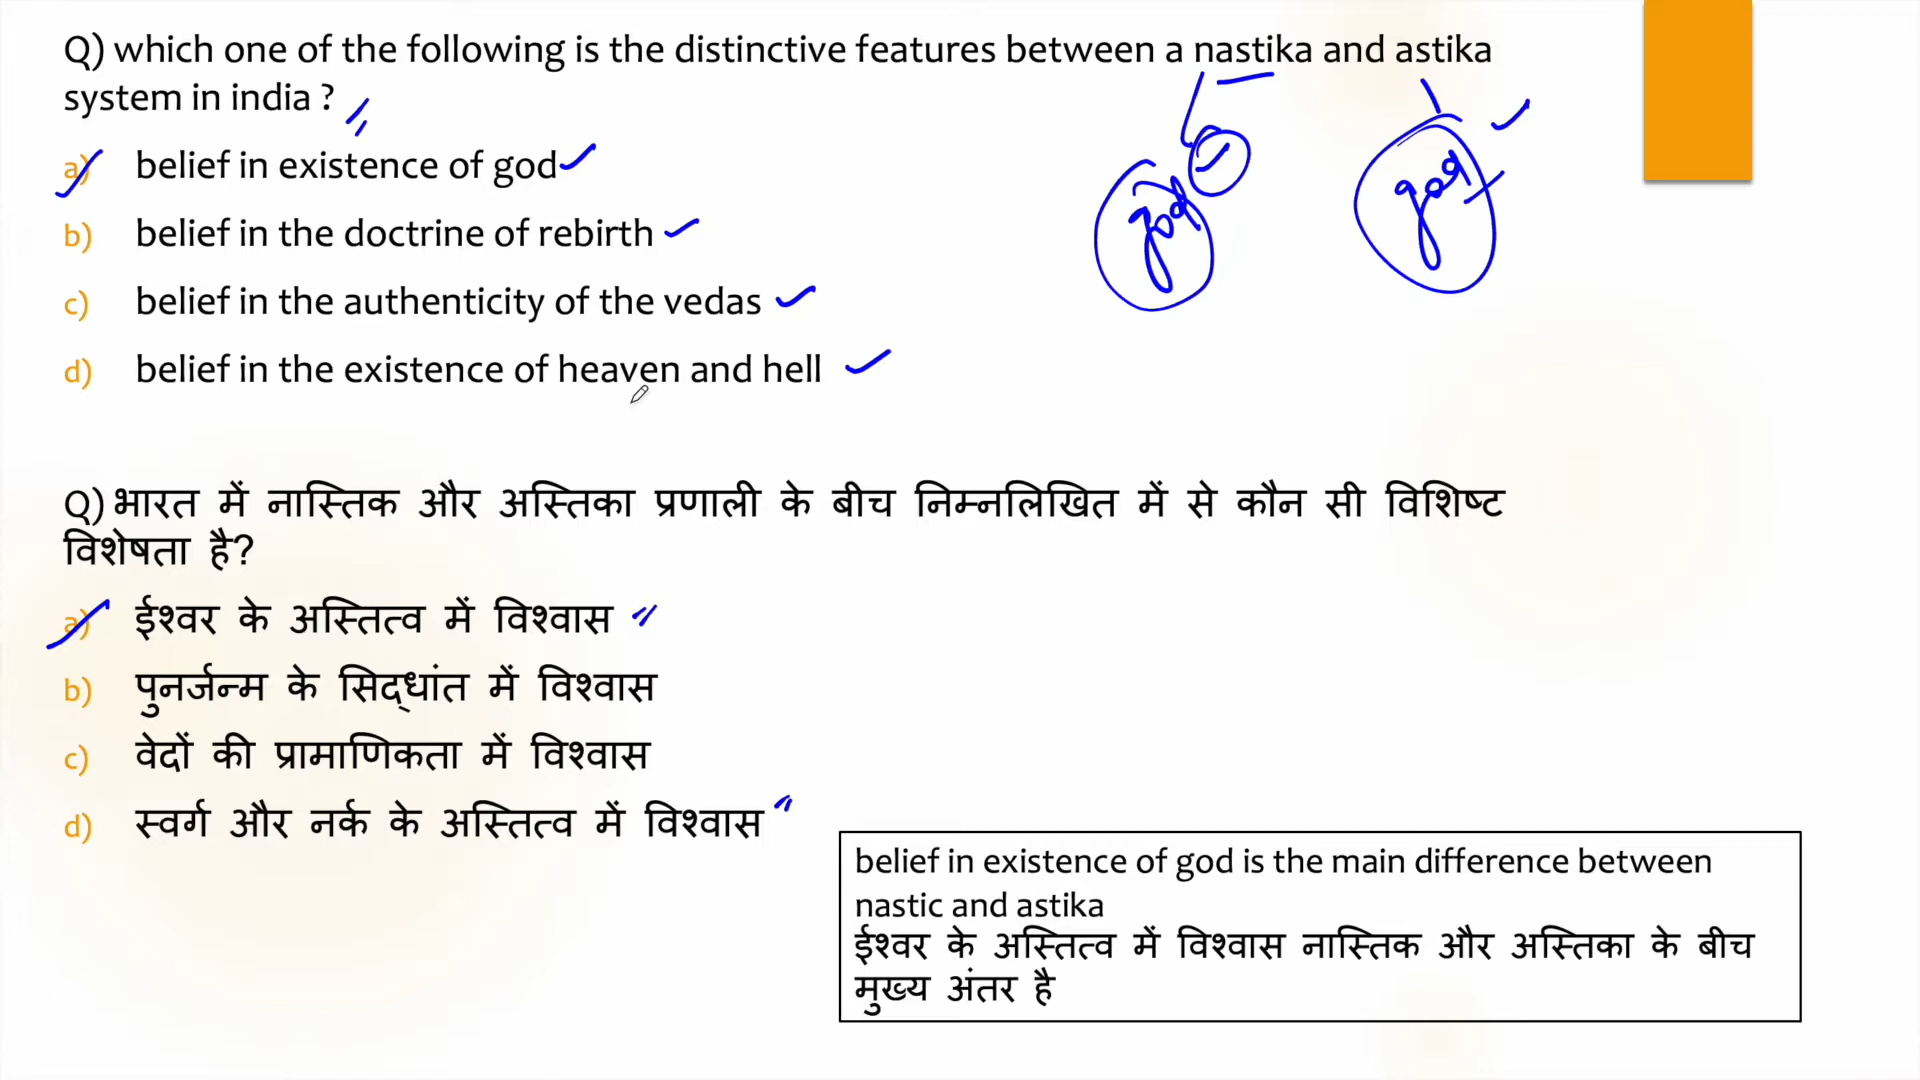 Q) which one of the following is the distinctive features between a nastika and astika
system in india ?
a) belief in existence of god
b) belief in the doctrine of rebirth
c) belief in the authenticity of the vedas
d) belief in the existence of heaven and hell
god
god
Q) भारत में नास्तिक और अस्तिका प्रणाली के बीच निम्नलिखित में से कौन सी विशिष्ट
विशेषता है?
a) ईश्वर के अस्तित्व में विश्वास
b) पुनर्जन्म के सिद्धांत में विश्वास
c) वेदों की प्रामाणिकता में विश्वास
d) स्वर्ग और नर्क के अस्तित्व में विश्वास
belief in existence of god is the main difference between
nastic and astika
ईश्वर के अस्तित्व में विश्वास नास्तिक और अस्तिका के बीच
मुख्य अंतर है